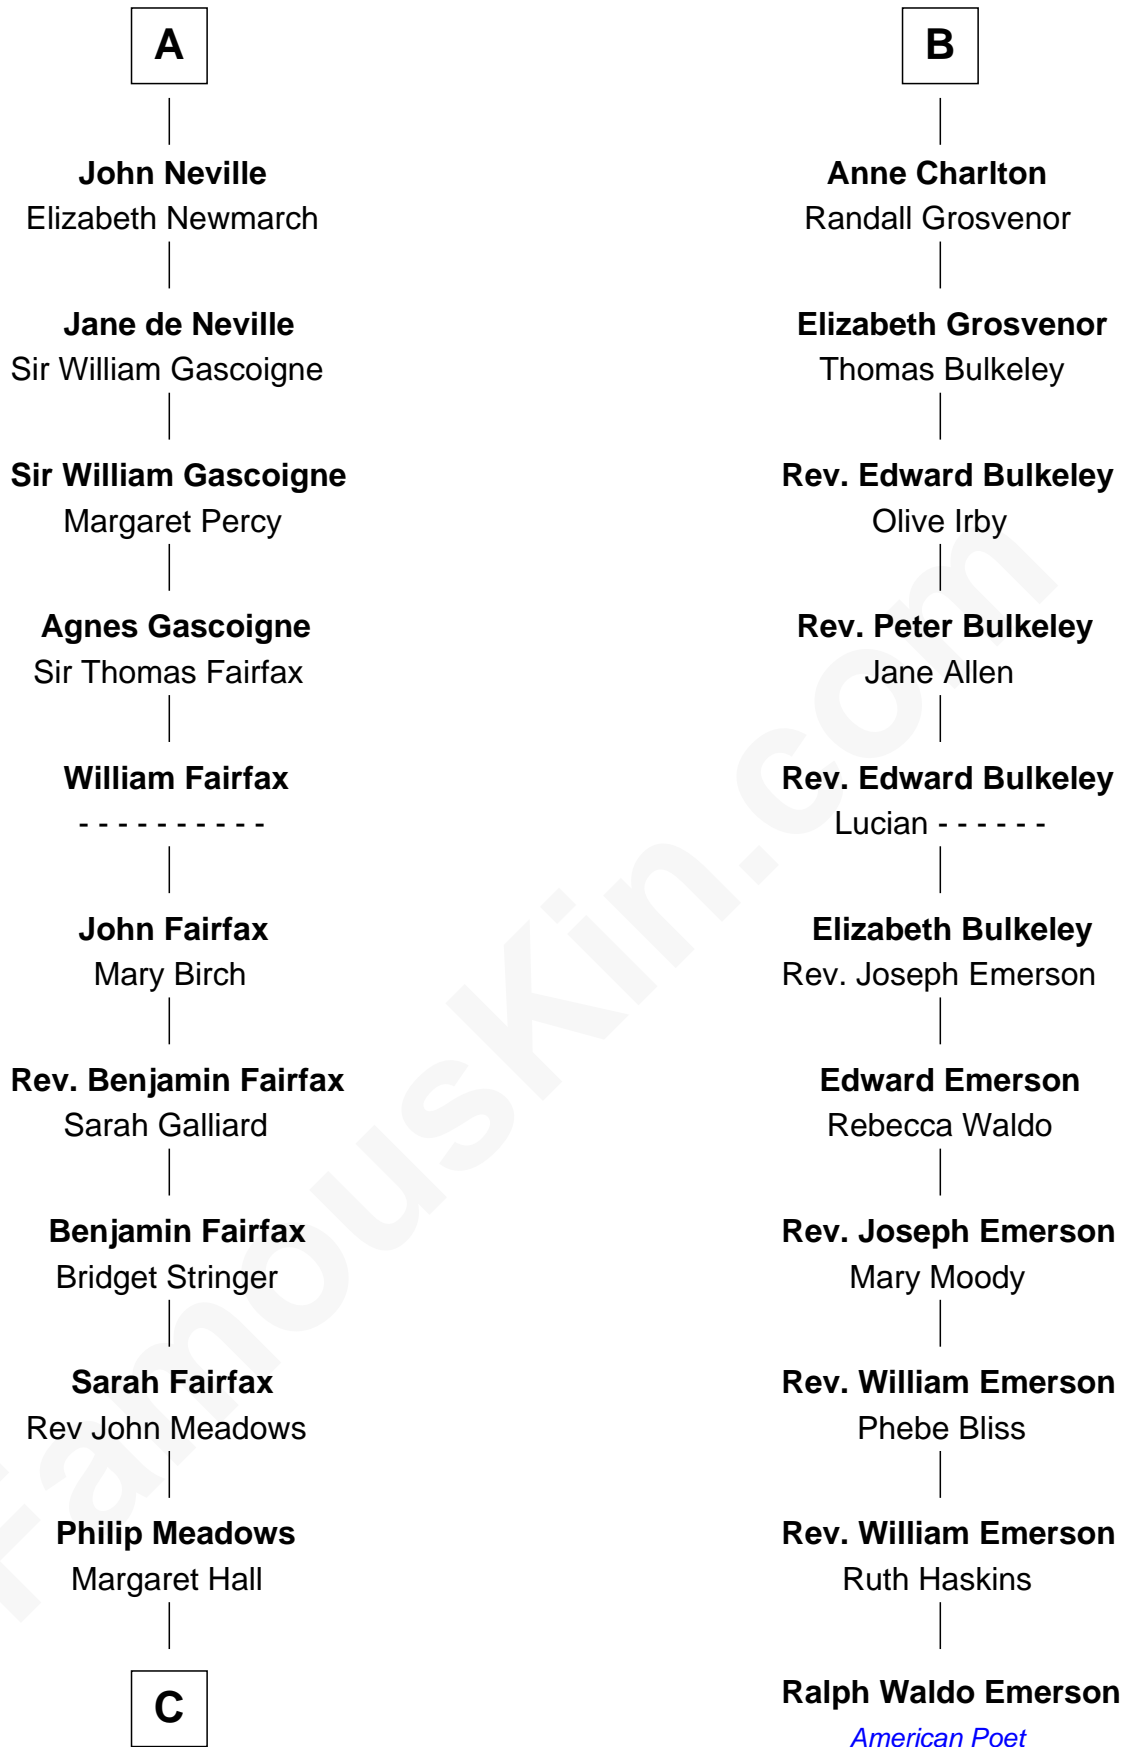 A
John Neville
Elizabeth Newmarch
Jane de Neville
Sir William Gascoigne
Sir William Gascoigne
Margaret Percy
Agnes Gascoigne
Sir Thomas Fairfax
William Fairfax
- - - - - - - - - -
John Fairfax
Mary Birch
Rev. Benjamin Fairfax
Sarah Galliard
Benjamin Fairfax
Bridget Stringer
Sarah Fairfax
Rev John Meadows
Philip Meadows
Margaret Hall
C
B
Anne Charlton
Randall Grosvenor
Elizabeth Grosvenor
Thomas Bulkeley
Rev. Edward Bulkeley
Olive Irby
Rev. Peter Bulkeley
Jane Allen
Rev. Edward Bulkeley
Lucian - - - - - -
Elizabeth Bulkeley
Rev. Joseph Emerson
Edward Emerson
Rebecca Waldo
Rev. Joseph Emerson
Mary Moody
Rev. William Emerson
Phebe Bliss
Rev. William Emerson
Ruth Haskins
Ralph Waldo Emerson
American Poet
FamousKin.com